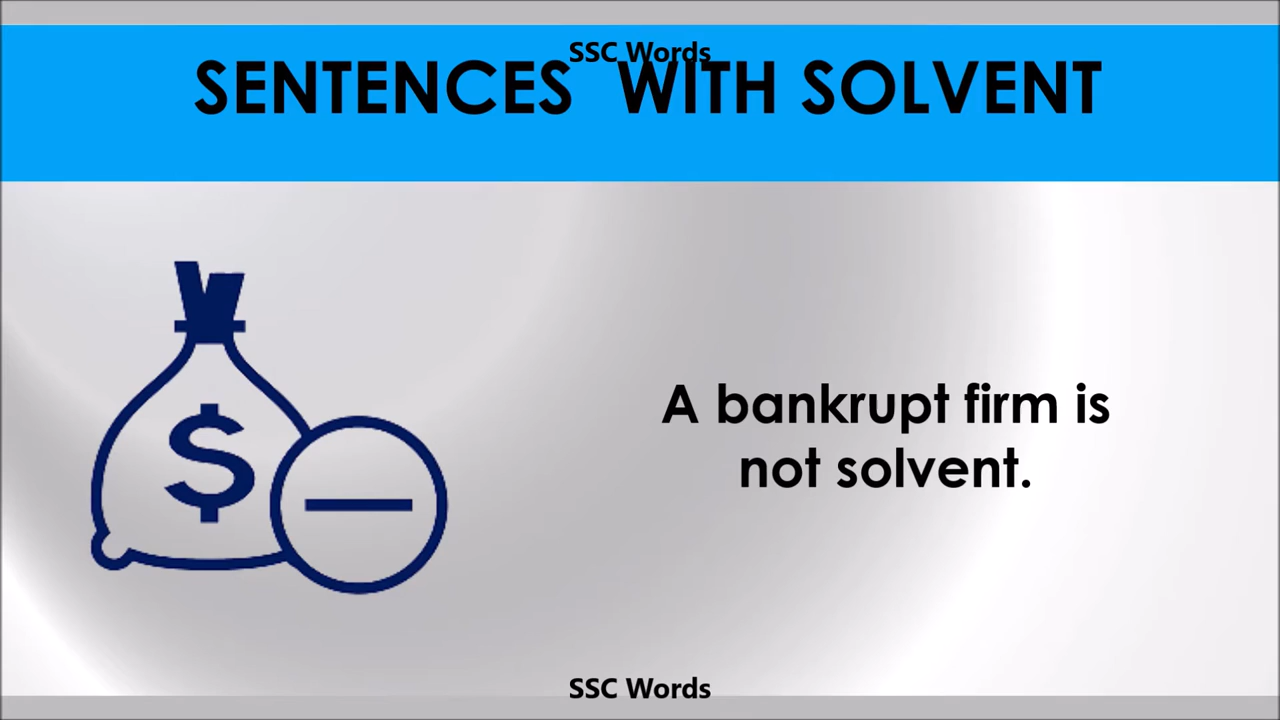 SSC Words
SENTENCES WITH SOLVENT
$
A bankrupt firm is
not solvent.
SSC Words